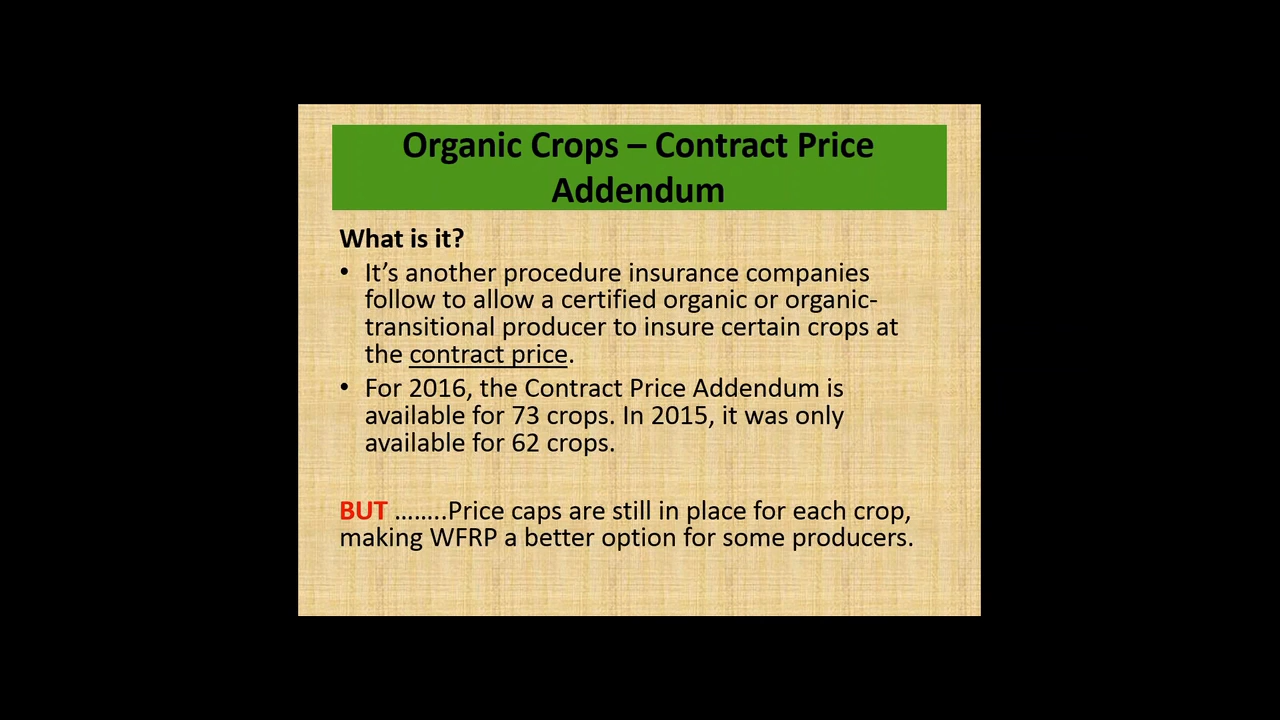 Organic Crops – Contract Price
Addendum
What is it?
• It’s another procedure insurance companies
follow to allow a certified organic or organic-
transitional producer to insure certain crops at
the contract price.
• For 2016, the Contract Price Addendum is
available for 73 crops. In 2015, it was only
available for 62 crops.
BUT ........Price caps are still in place for each crop,
making WFRP a better option for some producers.